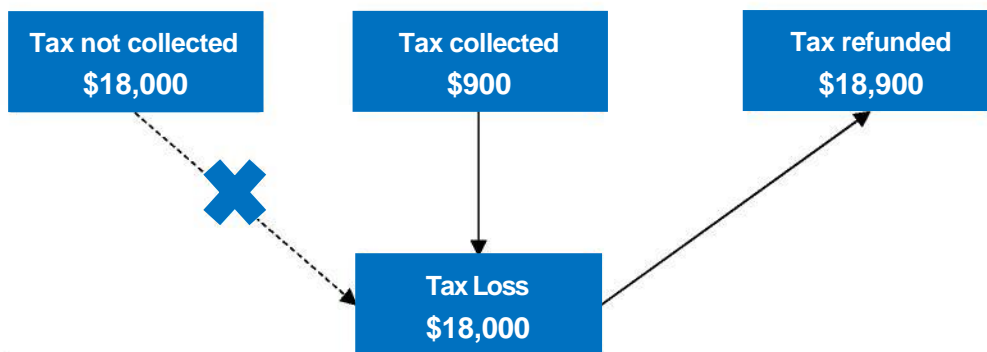 Tax not collected
$18,000
Tax collected
$900
Tax refunded
$18,900
Tax Loss
$18,000